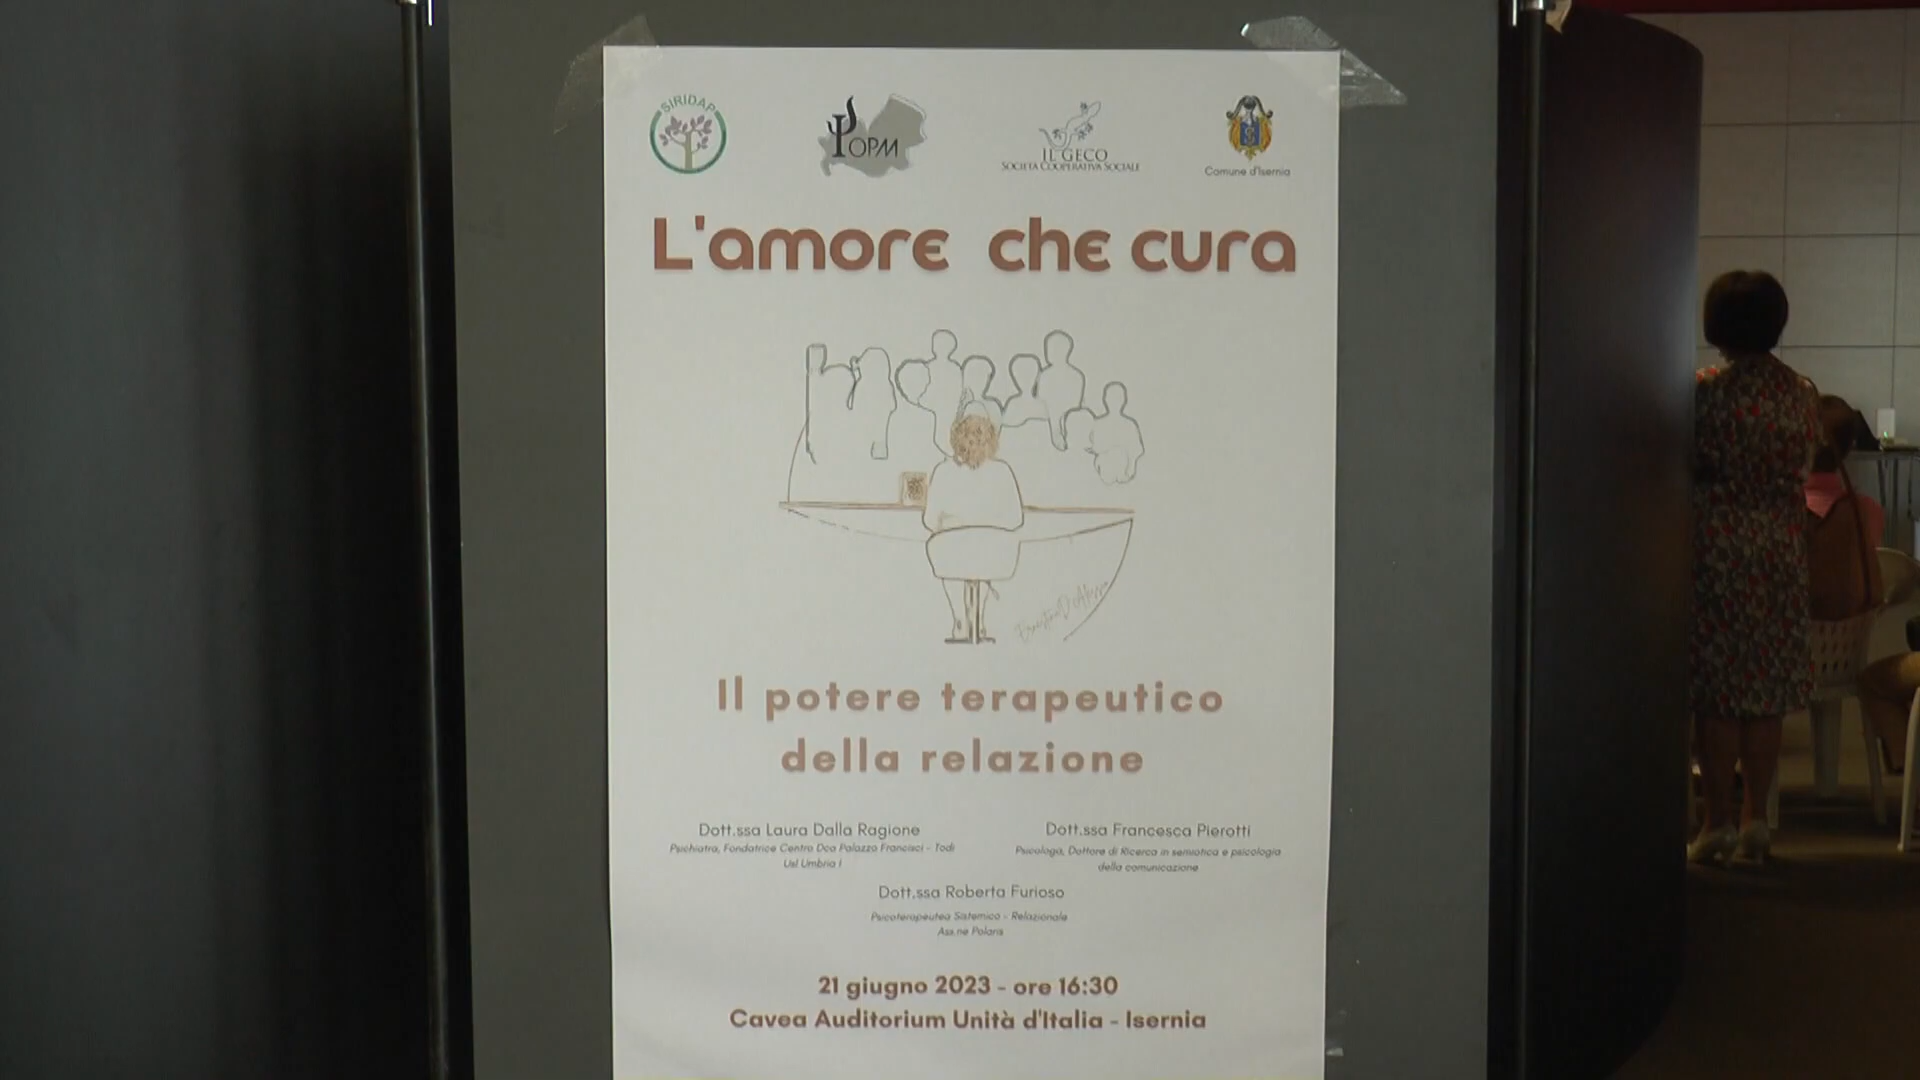 SIRIDAP
ΨOPM
IL GECO
SOCIETÀ COOPERATIVA SOCIALE
Comune d'Isernia
L'amore che cura
Il potere terapeutico
della relazione
Dott.ssa Laura Dalla Ragione
Psichiatra, Fondatrice Centro Dca Palazzo Francisci - Todi
Usl Umbria 1
Dott.ssa Francesca Pierotti
Psicologa, Dottore di Ricerca in semiotica e psicologia
della comunicazione
Dott.ssa Roberta Furioso
Psicoterapeutea Sistemico - Relazionale
Ass.ne Polaris
21 giugno 2023 - ore 16:30
Cavea Auditorium Unità d'Italia - Isernia